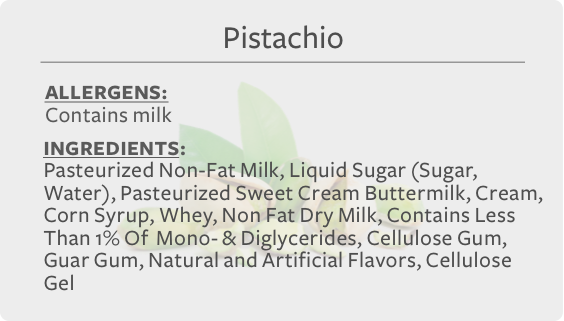 Pistachio
ALLERGENS:
Contains milk
INGREDIENTS:
Pasteurized Non-Fat Milk, Liquid Sugar (Sugar,
Water), Pasteurized Sweet Cream Buttermilk, Cream,
Corn Syrup, Whey, Non Fat Dry Milk, Contains Less
Than 1% Of Mono- & Diglycerides, Cellulose Gum,
Guar Gum, Natural and Artificial Flavors, Cellulose
Gel